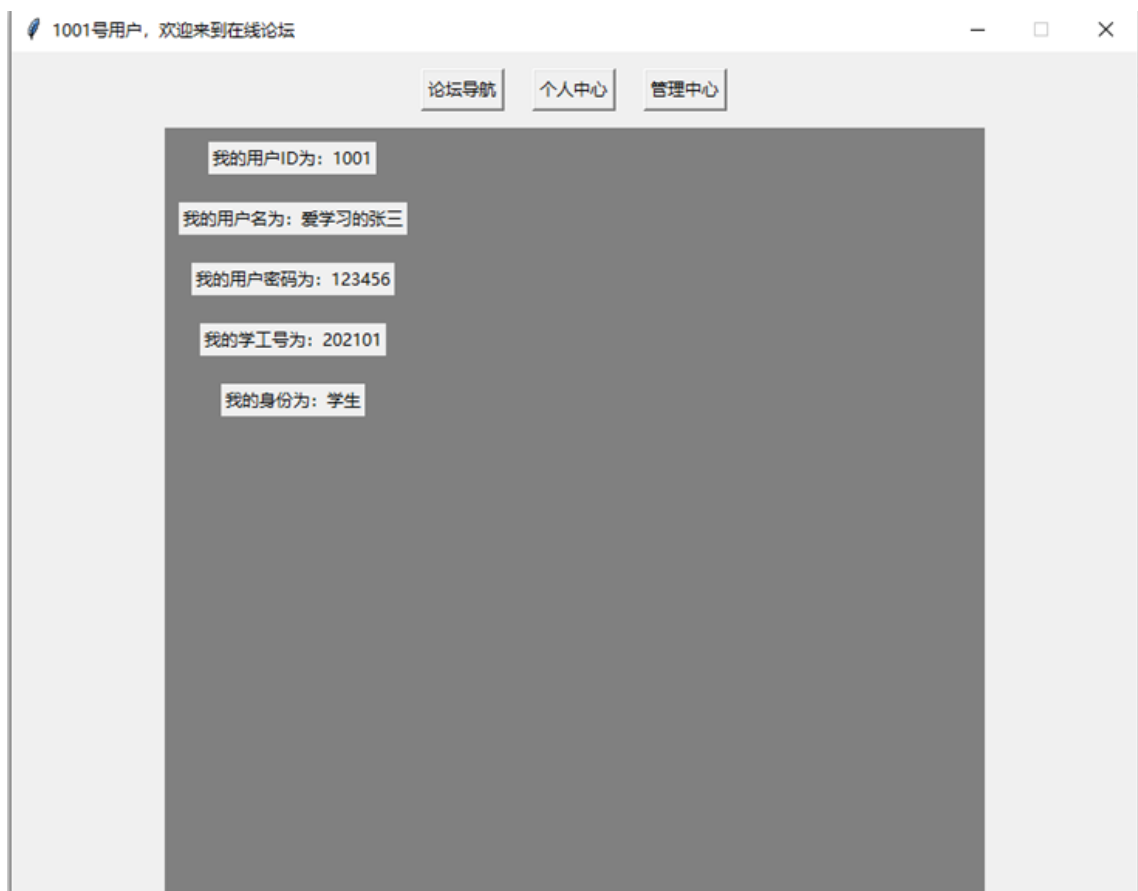 1001号用户，欢迎来到在线论坛
论坛导航 个人中心 管理中心
我的用户ID为：1001
我的用户名为：爱学习的张三
我的用户密码为：123456
我的学工号为：202101
我的身份为：学生